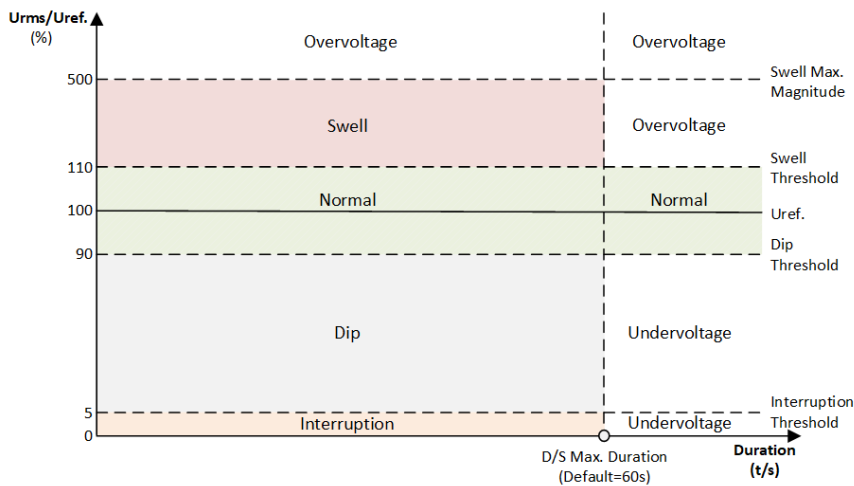 Urms/Uref.
(%)
Overvoltage
Overvoltage
500
Swell Max.
Magnitude
Swell
Overvoltage
110
Swell
Threshold
Normal
Normal
100
Uref.
90
Dip
Threshold
Dip
Undervoltage
5
Interruption
Threshold
Interruption
Undervoltage
0
D/S Max. Duration
(Default=60s)
Duration
(t/s)